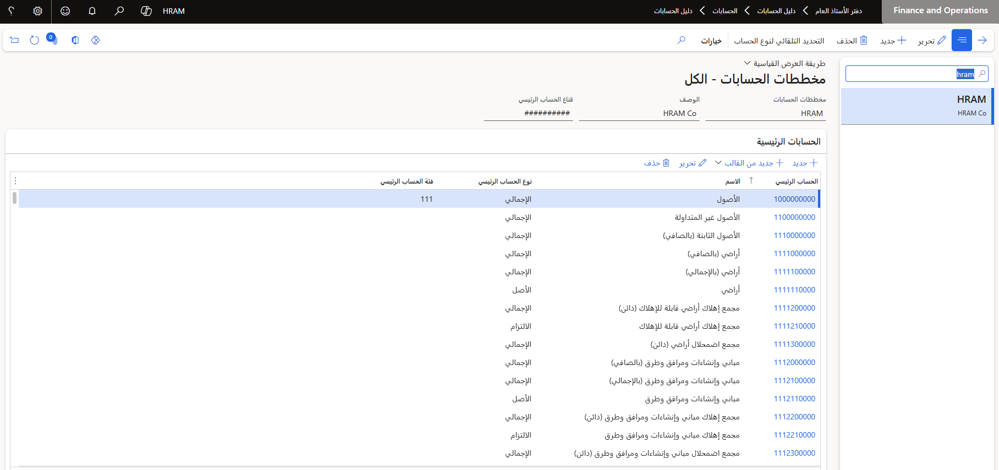 Finance and Operations
دفتر الأستاذ العام
دليل الحسابات
الحسابات
دليل الحسابات
HRAM
تحرير
جديد
الحذف
التحديد التلقائي لنوع الحساب
خيارات
0
hram
HRAM
HRAM Co
طريقة العرض القياسية
مخططات الحسابات - الكل
مخططات الحسابات الوصف قناع الحساب الرئيسي
HRAM HRAM Co ##########
الحسابات الرئيسية
جديد جديد من القالب تحرير حذف
الحساب الرئيسي الاسم نوع الحساب الرئيسي فئة الحساب الرئيسي
1000000000 الأصول الإجمالي 111
1100000000 الأصول غير المتداولة الإجمالي
1110000000 الأصول الثابتة (بالصافي) الإجمالي
1111000000 أراضي (بالصافي) الإجمالي
1111100000 أراضي (بالإجمالي) الإجمالي
1111110000 أراضي الأصل
1111200000 مجمع إهلاك أراضي قابلة للإهلاك (دائن) الإجمالي
1111210000 مجمع إهلاك أراضي قابلة للإهلاك الالتزام
1111300000 مجمع اضمحلال أراضي (دائن) الإجمالي
1112000000 مباني وإنشاءات ومرافق وطرق (بالصافي) الإجمالي
1112100000 مباني وإنشاءات ومرافق وطرق (بالإجمالي) الإجمالي
1112110000 مباني وإنشاءات ومرافق وطرق الأصل
1112200000 مجمع إهلاك مباني وإنشاءات ومرافق وطرق (دائن) الإجمالي
1112210000 مجمع إهلاك مباني وإنشاءات ومرافق وطرق الالتزام
1112300000 مجمع اضمحلال مباني وإنشاءات ومرافق وطرق (دائن) الإجمالي